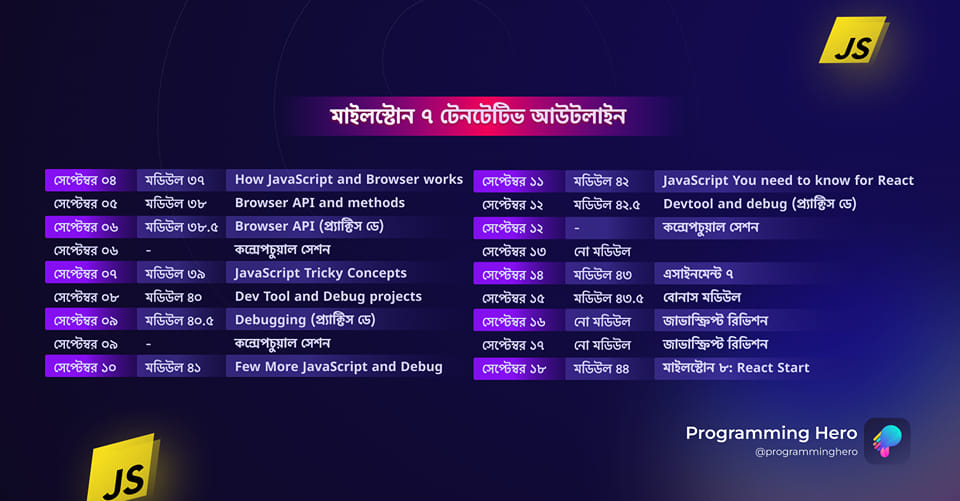 JS
মাইলস্টোন ৭ টেনটেটিভ আউটলাইন
সেপ্টেম্বর ০৪ মডিউল ৩৭ How JavaScript and Browser works
সেপ্টেম্বর ০৫ মডিউল ৩৮ Browser API and methods
সেপ্টেম্বর ০৬ মডিউল ৩৮.৫ Browser API (প্র্যাক্টিস ডে)
সেপ্টেম্বর ০৬ - কন্সেপচুয়াল সেশন
সেপ্টেম্বর ০৭ মডিউল ৩৯ JavaScript Tricky Concepts
সেপ্টেম্বর ০৮ মডিউল ৪০ Dev Tool and Debug projects
সেপ্টেম্বর ০৯ মডিউল ৪০.৫ Debugging (প্র্যাক্টিস ডে)
সেপ্টেম্বর ০৯ - কন্সেপচুয়াল সেশন
সেপ্টেম্বর ১০ মডিউল ৪১ Few More JavaScript and Debug
সেপ্টেম্বর ১১ মডিউল ৪২ JavaScript You need to know for React
সেপ্টেম্বর ১২ মডিউল ৪২.৫ Devtool and debug (প্র্যাক্টিস ডে)
সেপ্টেম্বর ১২ - কন্সেপচুয়াল সেশন
সেপ্টেম্বর ১৩ নো মডিউল
সেপ্টেম্বর ১৪ মডিউল ৪৩ এসাইনমেন্ট ৭
সেপ্টেম্বর ১৫ মডিউল ৪৩.৫ বোনাস মডিউল
সেপ্টেম্বর ১৬ নো মডিউল জাভাস্ক্রিপ্ট রিভিশন
সেপ্টেম্বর ১৭ নো মডিউল জাভাস্ক্রিপ্ট রিভিশন
সেপ্টেম্বর ১৮ মডিউল ৪৪ মাইলস্টোন ৮: React Start
Programming Hero
@programminghero
JS